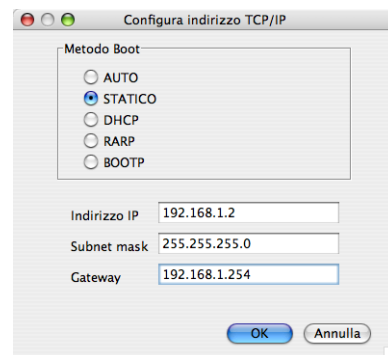 Configura indirizzo TCP/IP
Metodo Boot
AUTO
STATICO
DHCP
RARP
BOOTP
Indirizzo IP 192.168.1.2
Subnet mask 255.255.255.0
Gateway 192.168.1.254
OK Annulla